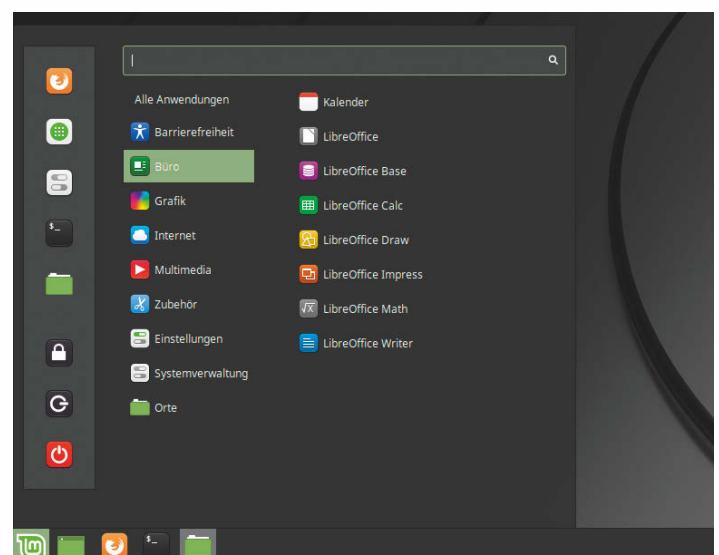 Alle Anwendungen
Barrierefreiheit
Büro
Grafik
Internet
Multimedia
Zubehör
Einstellungen
Systemverwaltung
Orte
Kalender
LibreOffice
LibreOffice Base
LibreOffice Calc
LibreOffice Draw
LibreOffice Impress
LibreOffice Math
LibreOffice Writer
$_
$_